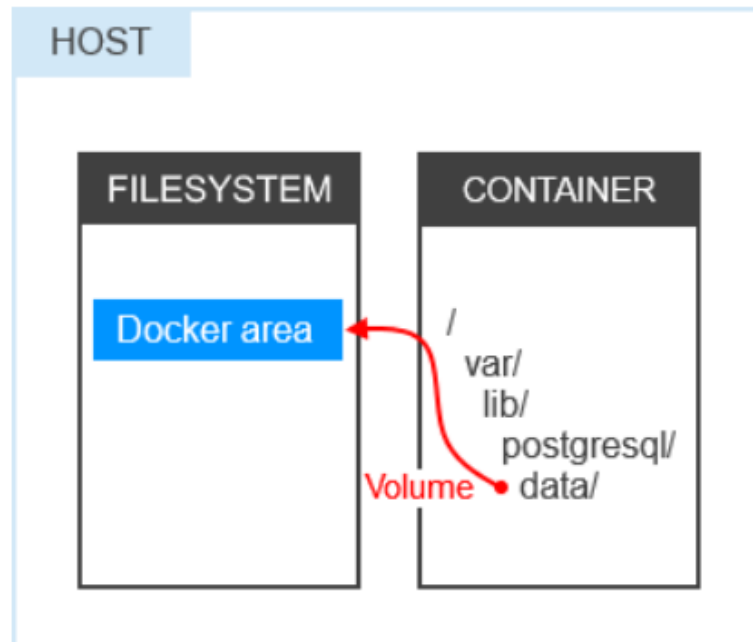 HOST
FILESYSTEM
Docker area
CONTAINER
/
var/
lib/
postgresql/
data/
Volume